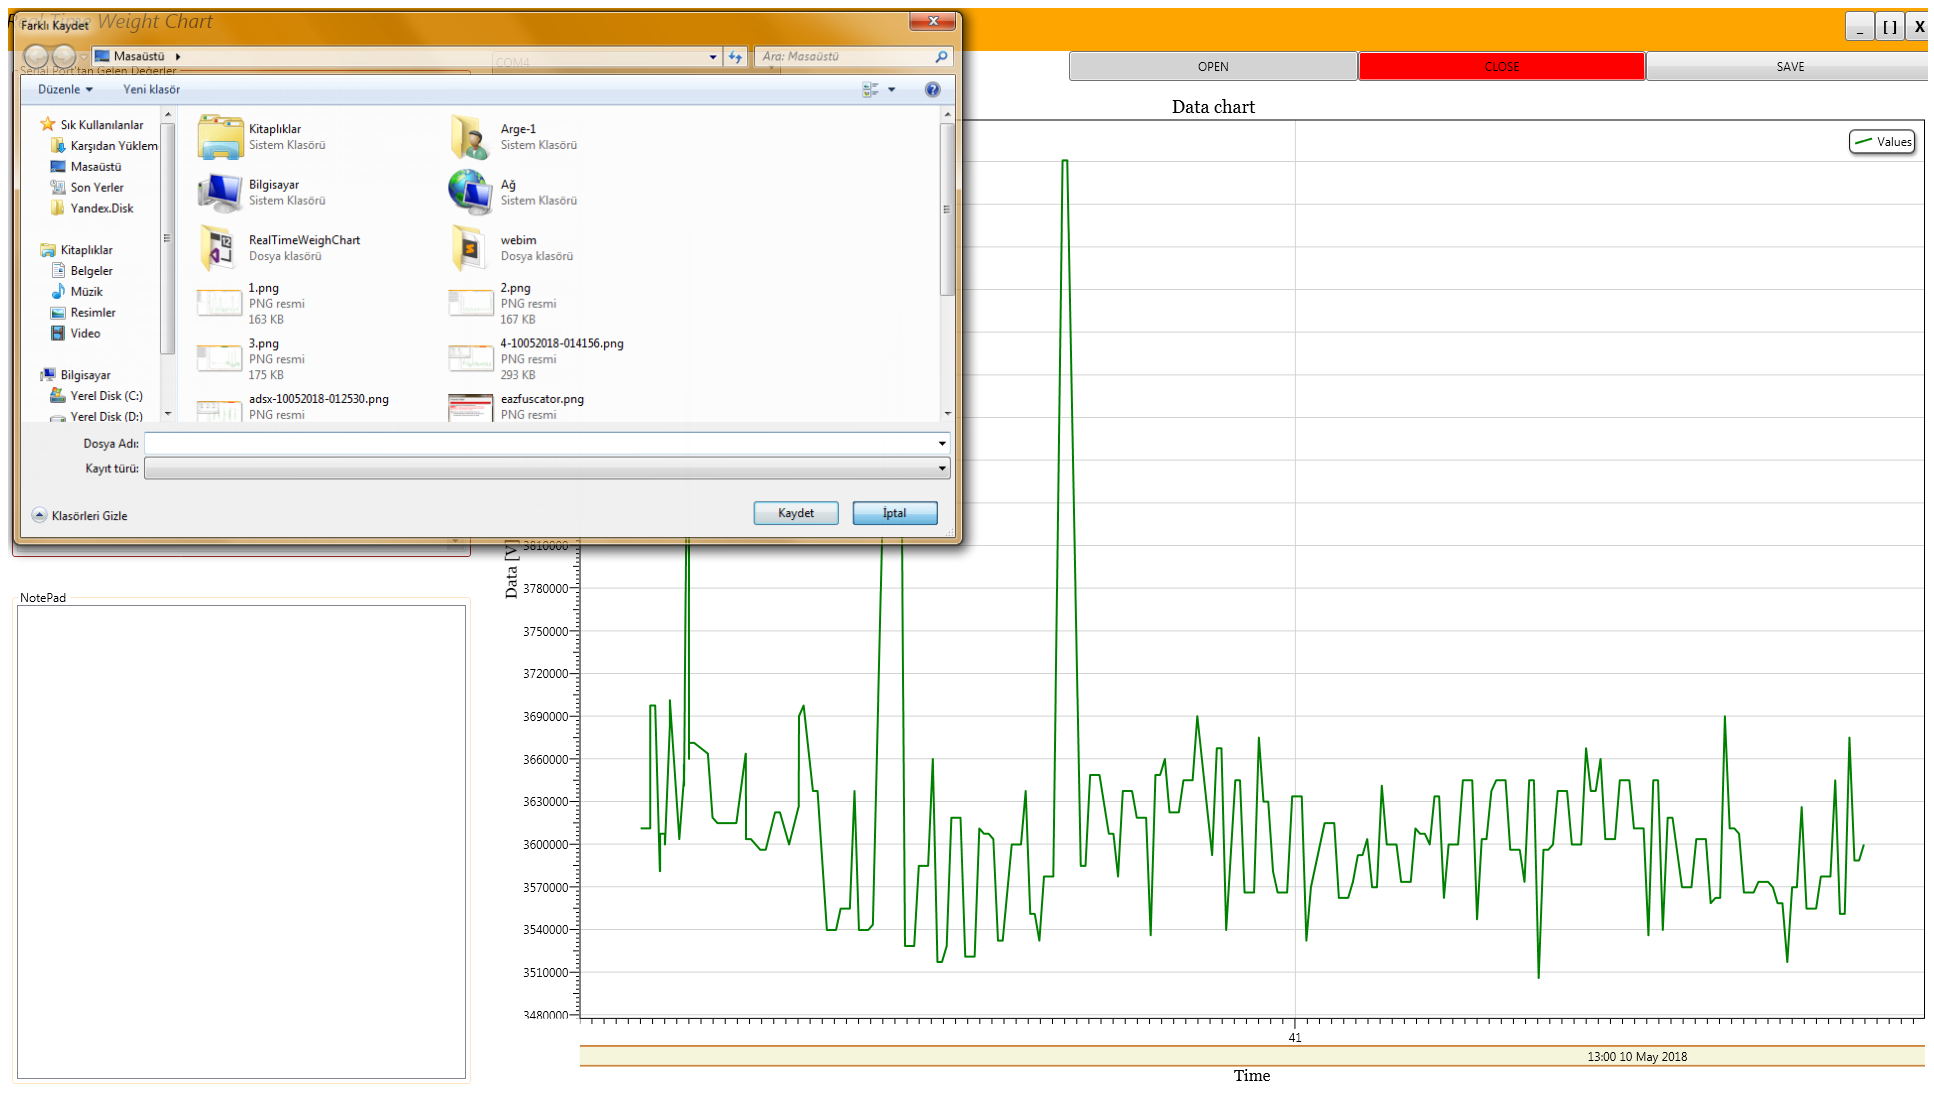 Real Time Weight Chart
Farklı Kaydet
_
[ ]
X
Masaüstü
Ara: Masaüstü
COM4
OPEN
CLOSE
SAVE
Serial Port'tan Gelen Değerler
Düzenle
Yeni klasör
Data chart
Values
Sık Kullanılanlar
Karşıdan Yüklem
Masaüstü
Son Yerler
Yandex.Disk
Kitaplıklar
Belgeler
Müzik
Resimler
Video
Bilgisayar
Yerel Disk (C:)
Yerel Disk (D:)
Kitaplıklar
Sistem Klasörü
Arge-1
Sistem Klasörü
Bilgisayar
Sistem Klasörü
Ağ
Sistem Klasörü
RealTimeWeighChart
Dosya klasörü
webim
Dosya klasörü
1.png
PNG resmi
163 KB
2.png
PNG resmi
167 KB
3.png
PNG resmi
175 KB
4-10052018-014156.png
PNG resmi
293 KB
adsx-10052018-012530.png
PNG resmi
eazfuscator.png
PNG resmi
Dosya Adı:
Kayıt türü:
Klasörleri Gizle
Kaydet
İptal
NotePad
Data [V]
3810000
3780000
3750000
3720000
3690000
3660000
3630000
3600000
3570000
3540000
3510000
3480000
41
13:00 10 May 2018
Time